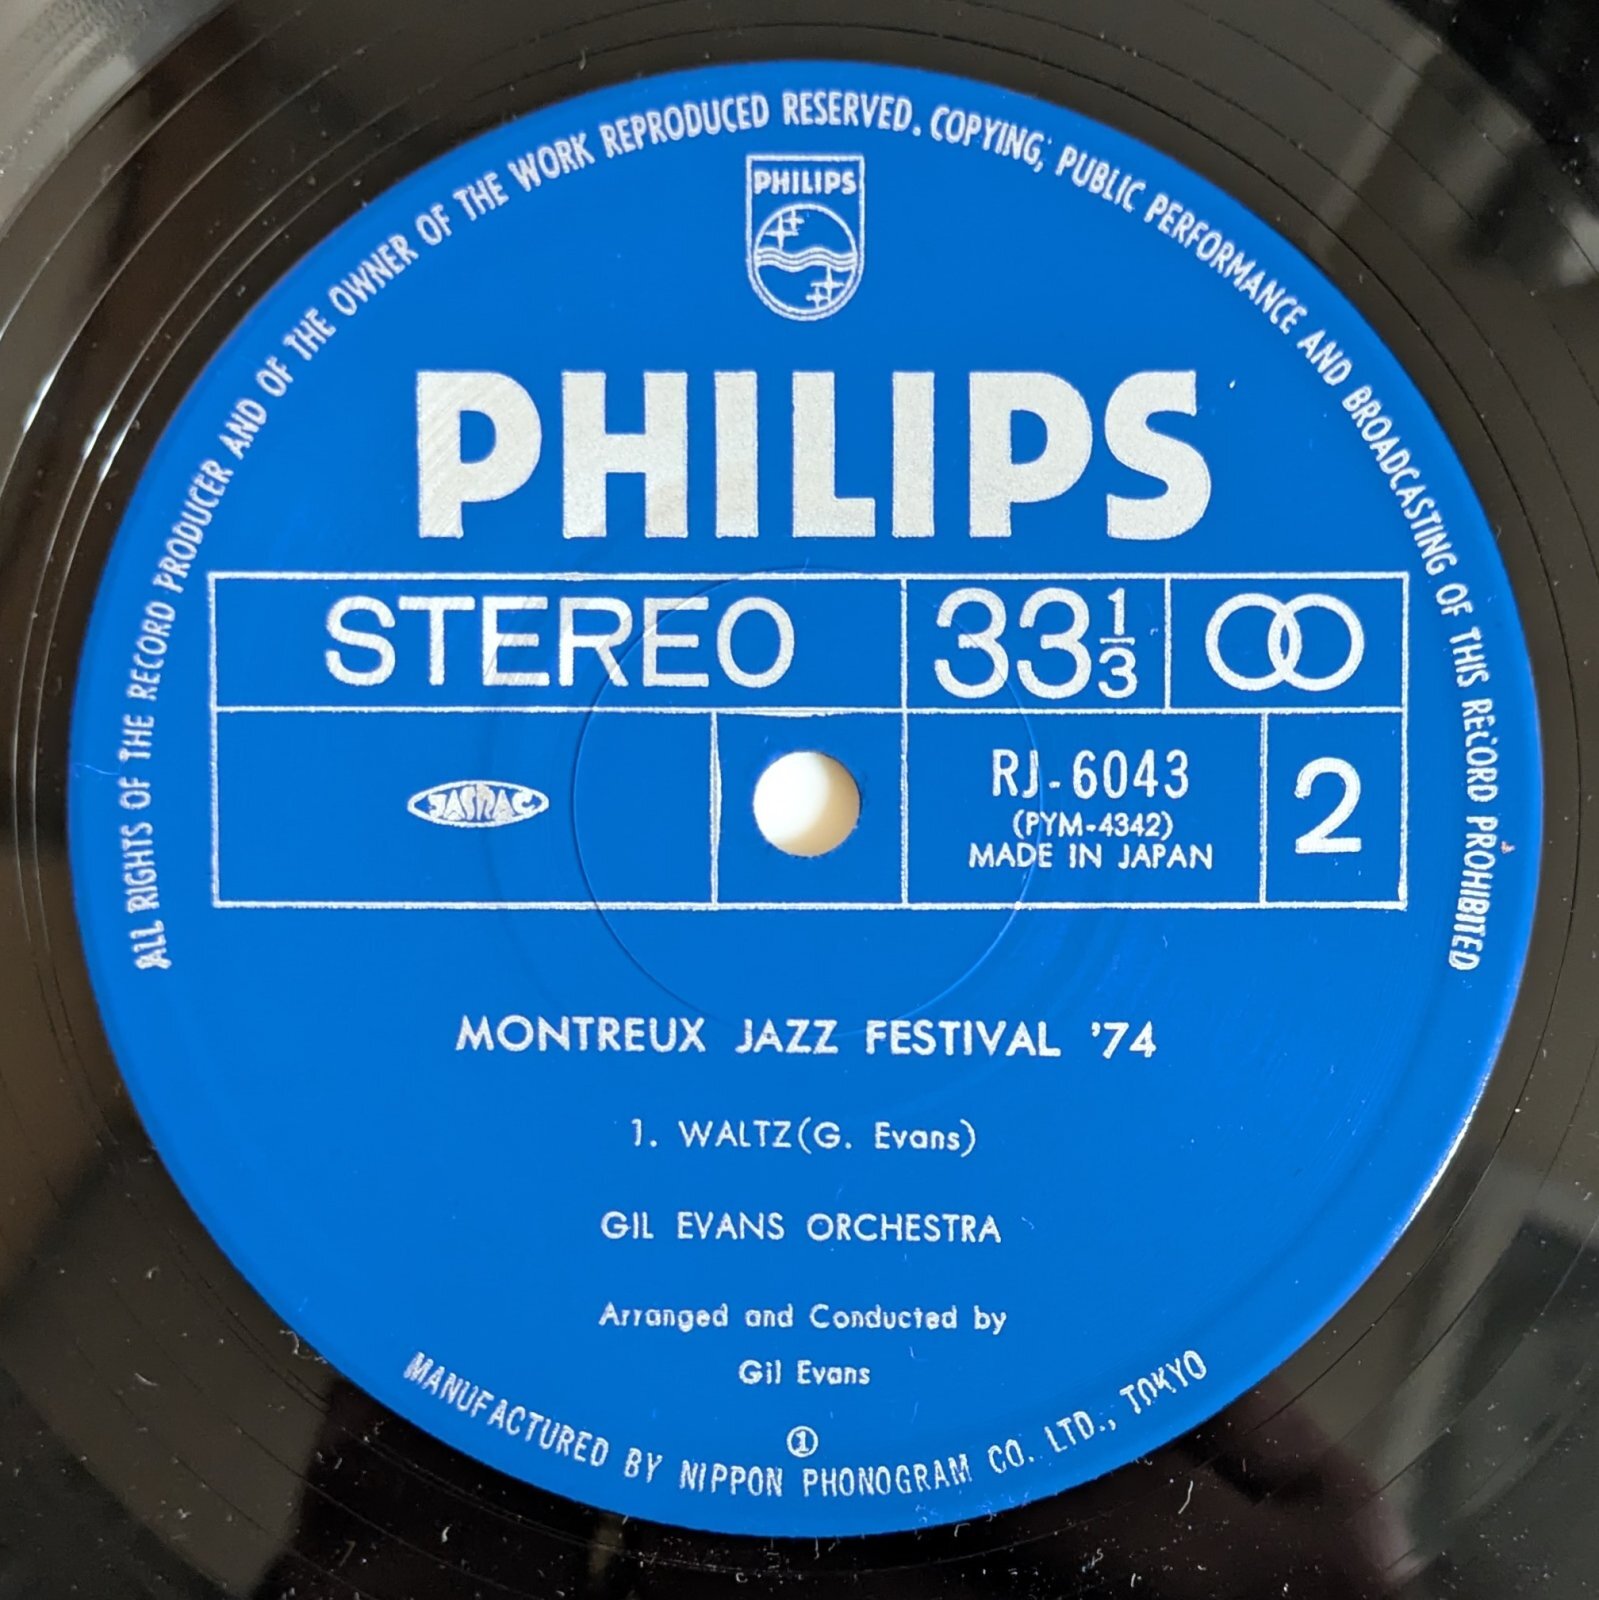 ALL RIGHTS OF THE RECORD PRODUCER AND OF THE OWNER OF THE WORK REPRODUCED RESERVED. COPYING, PUBLIC PERFORMANCE AND BROADCASTING OF THIS RECORD PROHIBITED
PHILIPS
PHILIPS
STEREO
33 1/3
JASRAC
RJ-6043
(PYM-4342)
MADE IN JAPAN
2
MONTREUX JAZZ FESTIVAL '74
1. WALTZ(G. Evans)
GIL EVANS ORCHESTRA
Arranged and Conducted by
Gil Evans
①
MANUFACTURED BY NIPPON PHONOGRAM CO. LTD., TOKYO